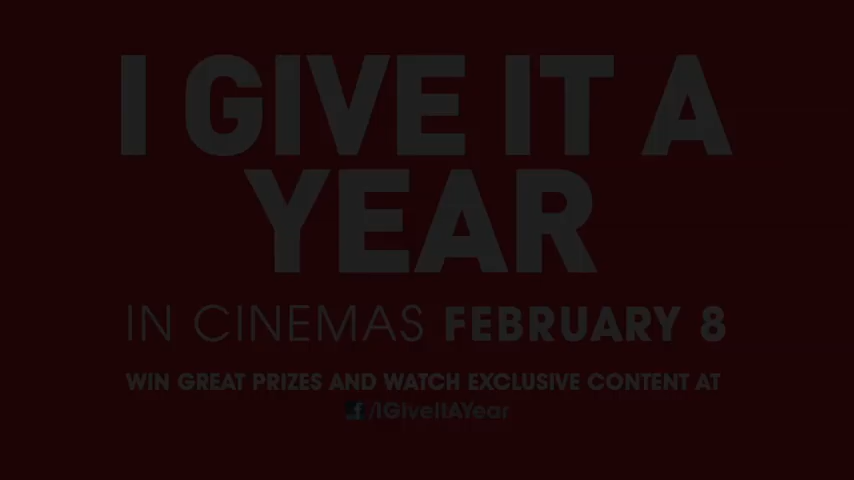 I GIVE IT A
YEAR
IN CINEMAS FEBRUARY 8
WIN GREAT PRIZES AND WATCH EXCLUSIVE CONTENT AT
f/IGiveItAYear